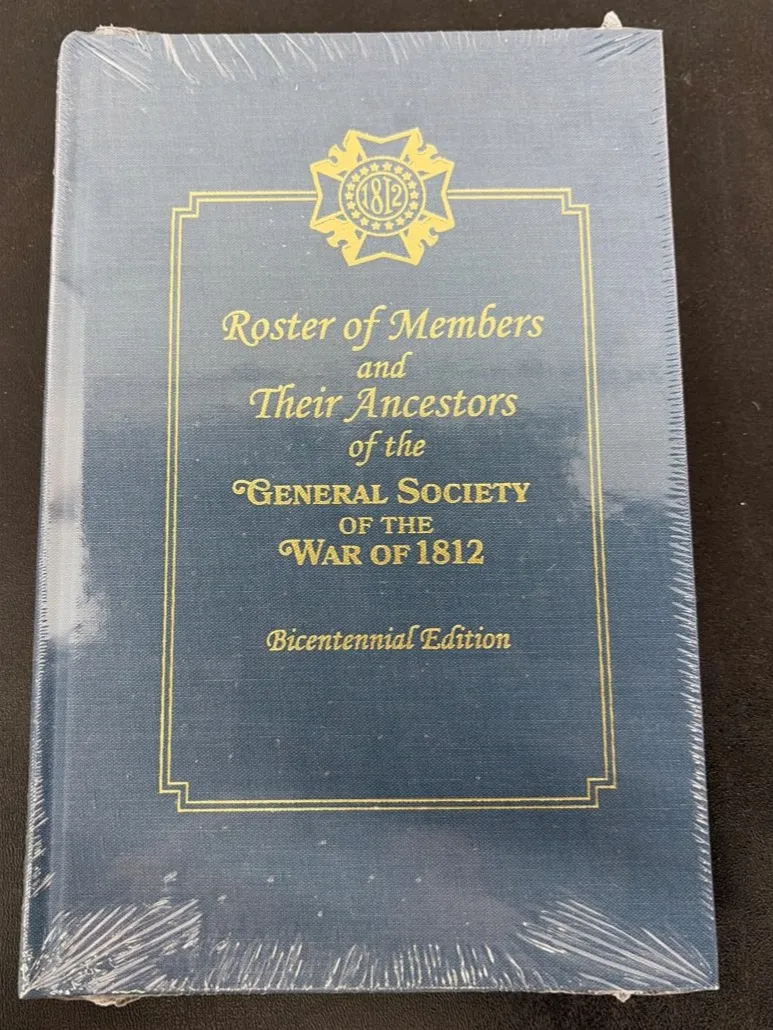 1812
Roster of Members
and
Their Ancestors
of the
General Society
of the
War of 1812
Bicentennial Edition